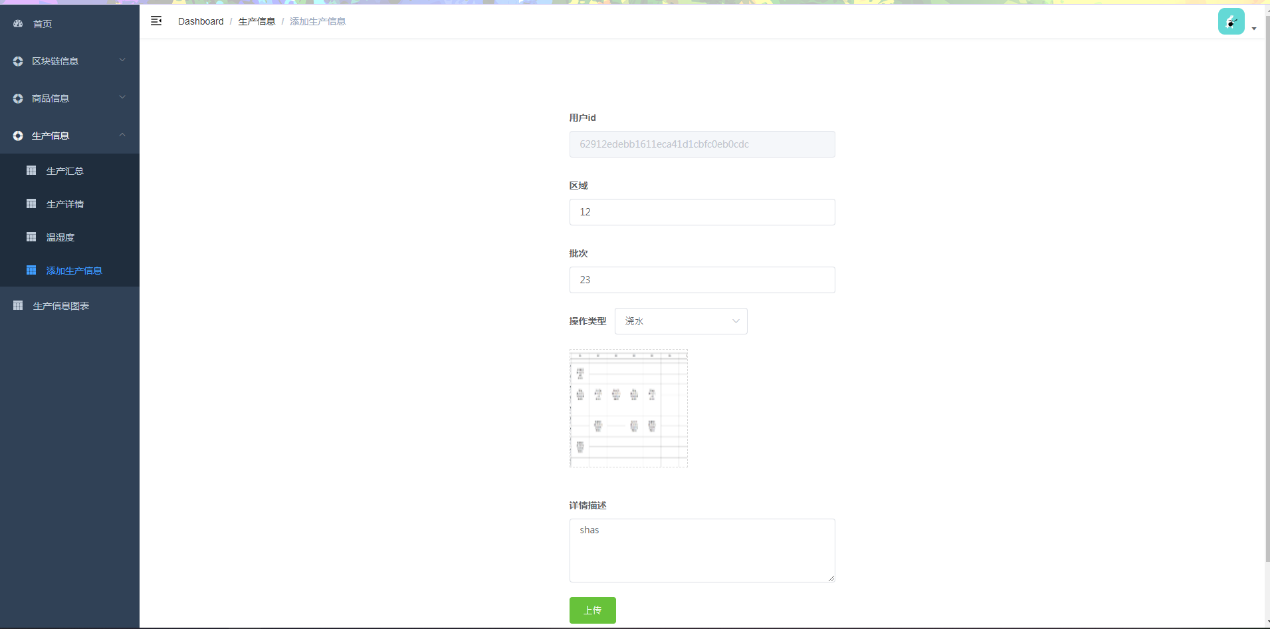 首页
区块链信息
商品信息
生产信息
生产汇总
生产详情
温湿度
添加生产信息
生产信息图表
Dashboard / 生产信息 / 添加生产信息
用户id
62912edebb1611eca41d1cbfc0eb0cdc
区域
12
批次
23
操作类型 浇水
详情描述
shas
上传